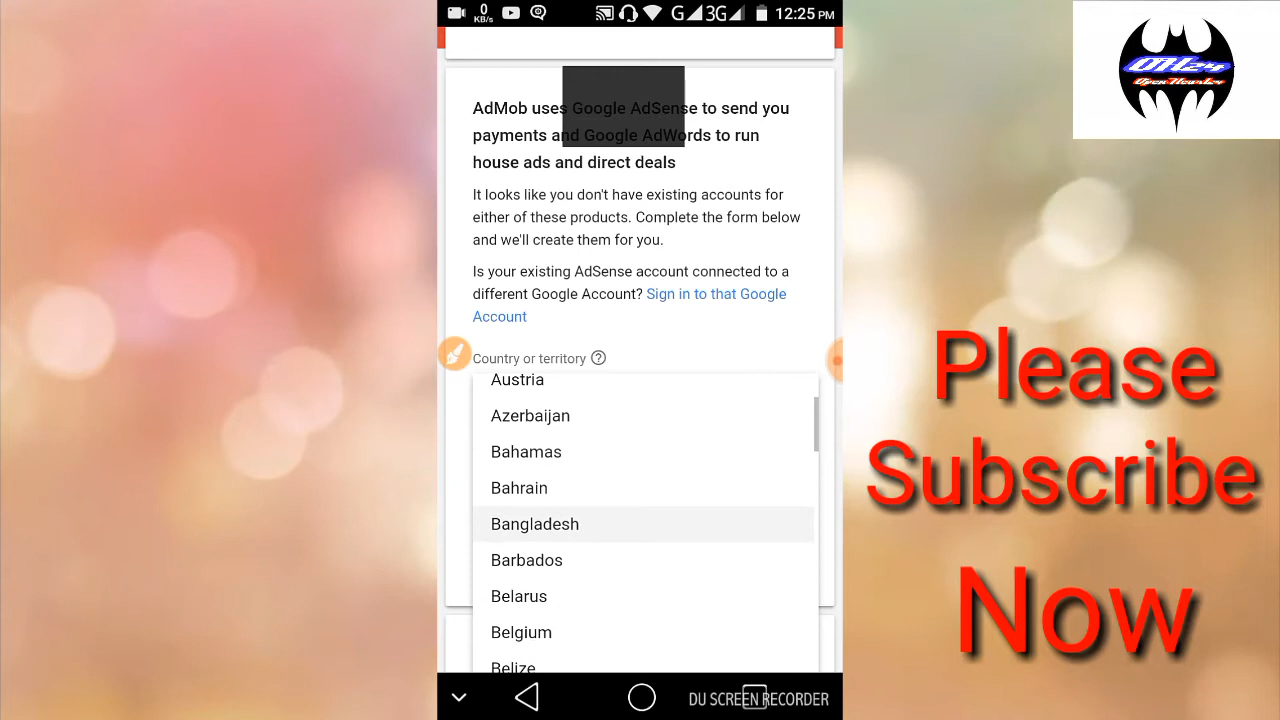 0
KB/s
G 3G 12:25 PM
AdMob uses Google AdSense to send you
payments and Google AdWords to run
house ads and direct deals
It looks like you don't have existing accounts for
either of these products. Complete the form below
and we'll create them for you.
Is your existing AdSense account connected to a
different Google Account? Sign in to that Google
Account
Country or territory ?
Austria
Azerbaijan
Bahamas
Bahrain
Bangladesh
Barbados
Belarus
Belgium
Belize
DU SCREEN RECORDER
Please
Subscribe
Now